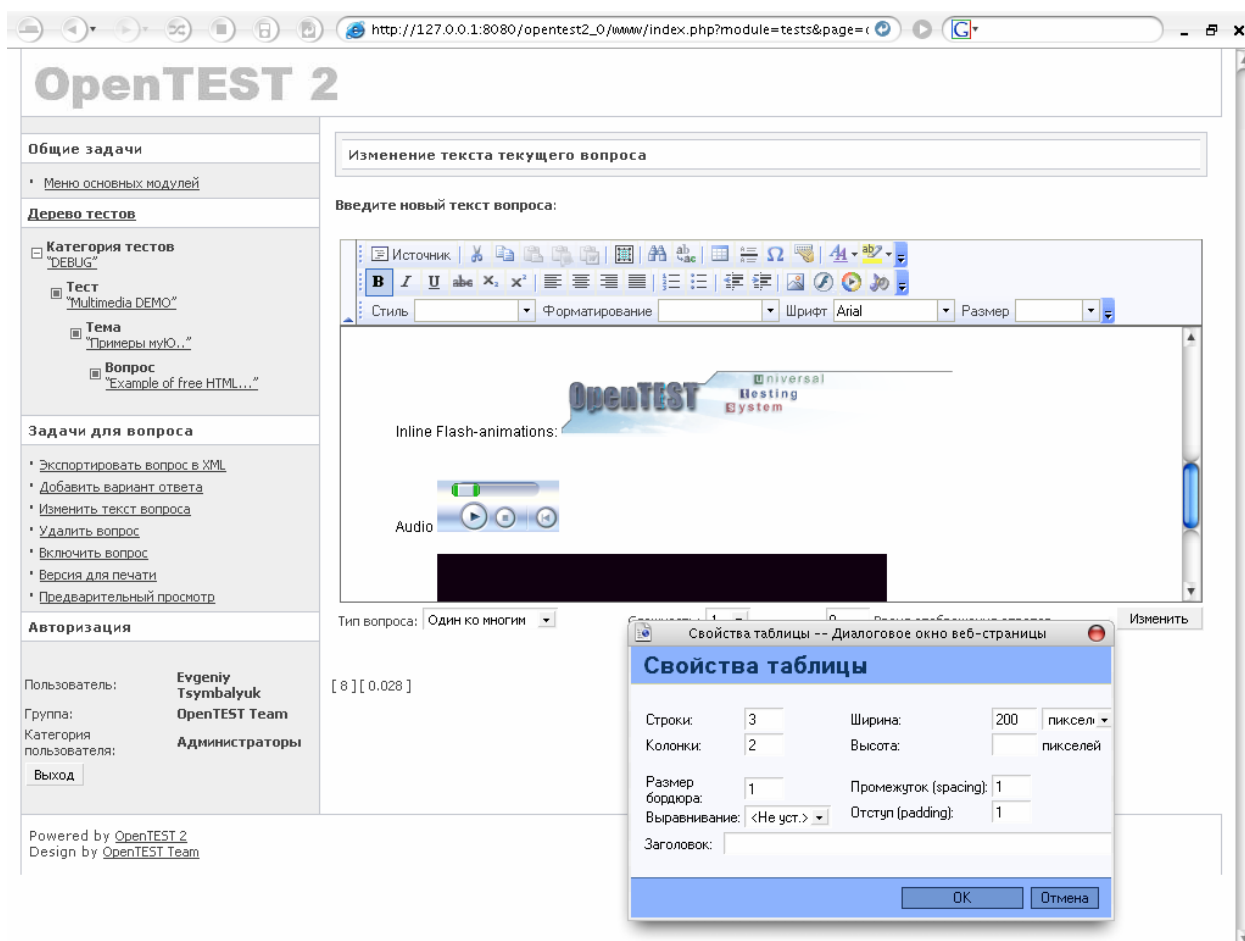 http://127.0.0.1:8080/opentest2_0/www/index.php?module=tests&page=(
OpenTEST 2
Общие задачи
Меню основных модулей
Дерево тестов
Категория тестов
"DEBUG"
Тест
"Multimedia DEMO"
Тема
"Примеры муЮ.."
Вопрос
"Example of free HTML..."
Задачи для вопроса
Экспортировать вопрос в XML
Добавить вариант ответа
Изменить текст вопроса
Удалить вопрос
Включить вопрос
Версия для печати
Предварительный просмотр
Авторизация
Пользователь: Evgeniy Tsymbalyuk
Группа: OpenTEST Team
Категория пользователя: Администраторы
Выход
Powered by OpenTEST 2
Design by OpenTEST Team
Изменение текста текущего вопроса
Введите новый текст вопроса:
Источник
Стиль Форматирование Шрифт Arial Размер
OpenTEST Universal Testing System
Inline Flash-animations:
Audio
Тип вопроса: Один ко многим 1 Изменить
[ 8 ][ 0.028 ]
Свойства таблицы -- Диалоговое окно веб-страницы
Свойства таблицы
Строки: 3 Ширина: 200 пиксел
Колонки: 2 Высота: пикселей
Размер бордюра: 1 Промежуток (spacing): 1
Выравнивание: <Не уст.> Отступ (padding): 1
Заголовок:
OK Отмена